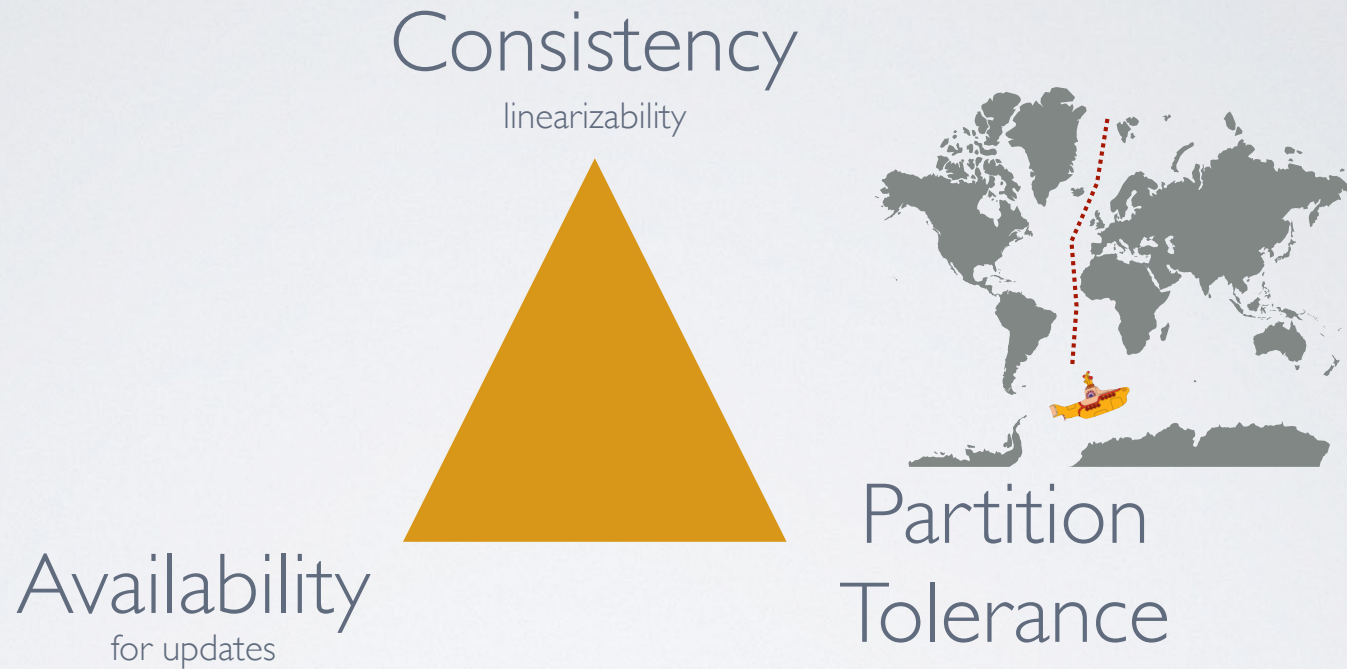 Consistency
linearizability
Partition
Tolerance
Availability
for updates